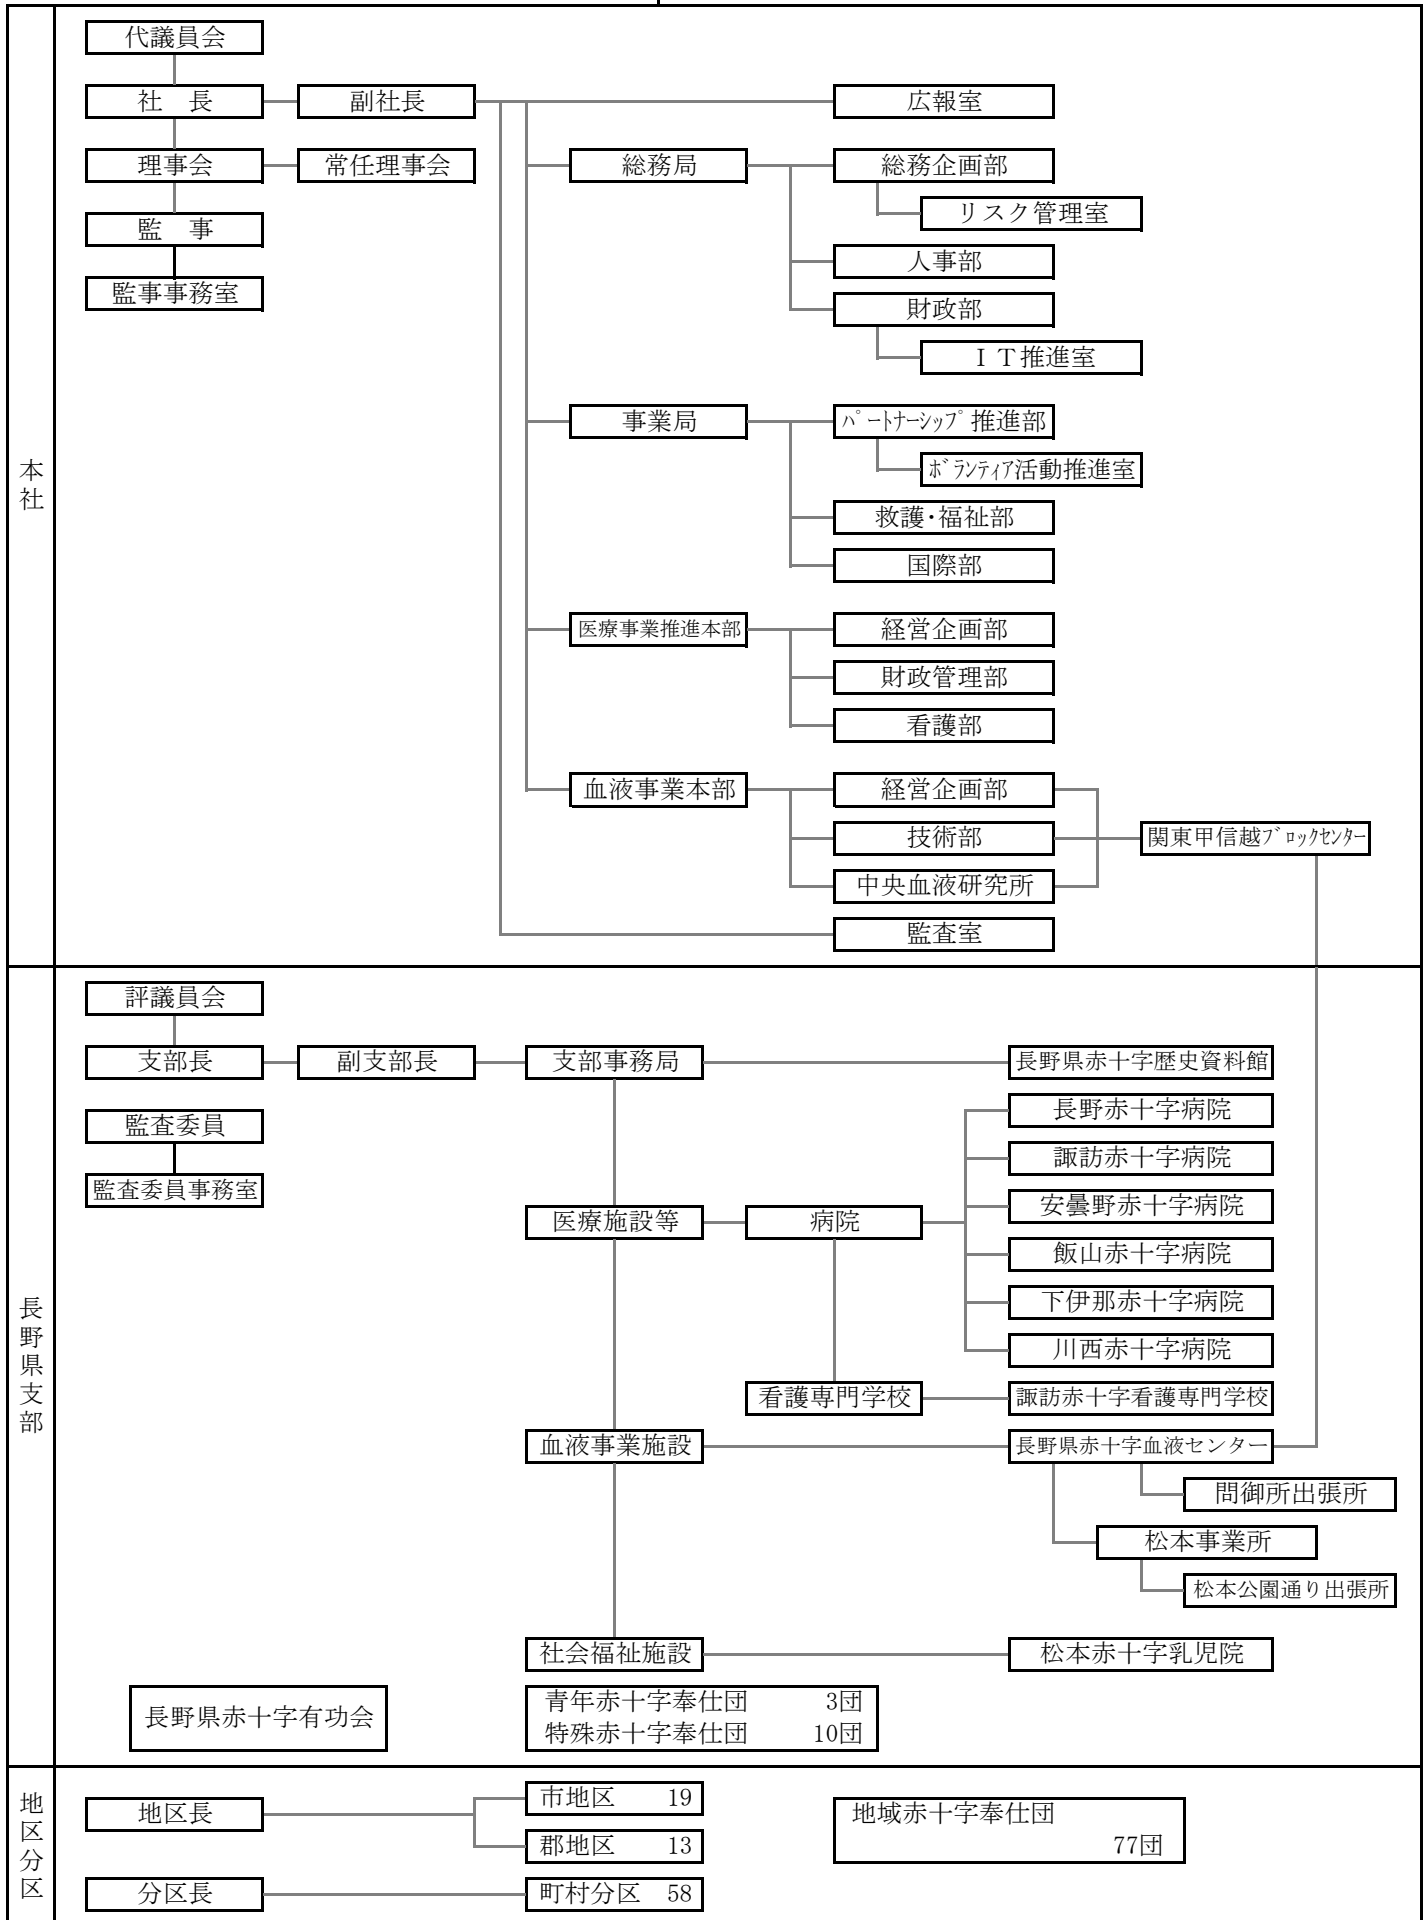 本社
代議員会
社　長
副社長
広報室
理事会
常任理事会
総務局
総務企画部
リスク管理室
監　事
人事部
監事事務室
財政部
ＩＴ推進室
事業局
ﾊﾟｰﾄﾅｰｼｯﾌﾟ推進部
ﾎﾞﾗﾝﾃｨｱ活動推進室
救護・福祉部
国際部
医療事業推進本部
経営企画部
財政管理部
看護部
血液事業本部
経営企画部
技術部
関東甲信越ﾌﾞﾛｯｸｾﾝﾀｰ
中央血液研究所
監査室
長野県支部
評議員会
支部長
副支部長
支部事務局
長野県赤十字歴史資料館
監査委員
長野赤十字病院
諏訪赤十字病院
監査委員事務室
安曇野赤十字病院
医療施設等
病院
飯山赤十字病院
下伊那赤十字病院
川西赤十字病院
看護専門学校
諏訪赤十字看護専門学校
血液事業施設
長野県赤十字血液センター
問御所出張所
松本事業所
松本公園通り出張所
社会福祉施設
松本赤十字乳児院
長野県赤十字有功会
青年赤十字奉仕団　3団
特殊赤十字奉仕団　10団
地区分区
地区長
市地区　19
郡地区　13
地域赤十字奉仕団
77団
分区長
町村分区　58